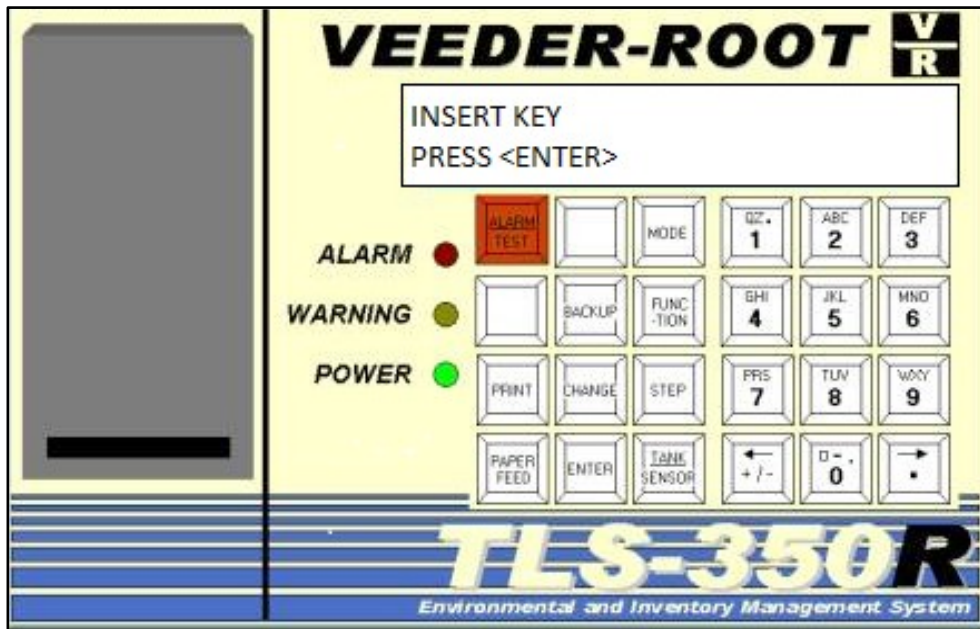 VEEDER-ROOT V R
INSERT KEY
PRESS <ENTER>
ALARM
WARNING
POWER
ALARM TEST
MODE
QZ. 1
ABC 2
DEF 3
BACKUP
FUNC -TION
GHI 4
JKL 5
MNO 6
PRINT
CHANGE
STEP
PRS 7
TUV 8
WXY 9
PAPER FEED
ENTER
TANK SENSOR
← +/-
0
→ .
TLS-350R
Environmental and Inventory Management System